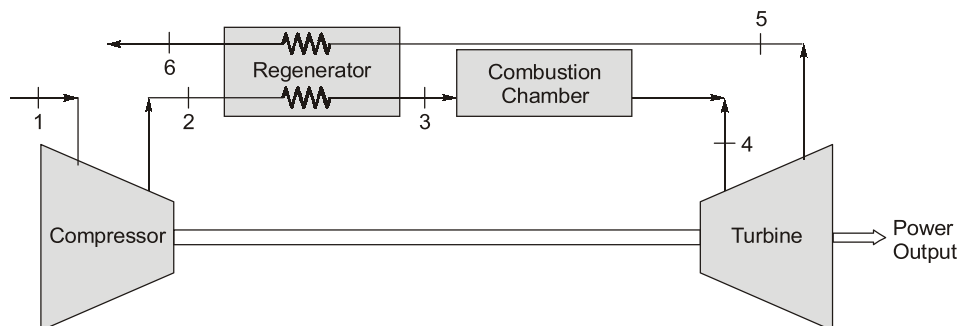 5
6
Regenerator
Combustion
Chamber
1
2
3
4
Compressor
Turbine
Power
Output